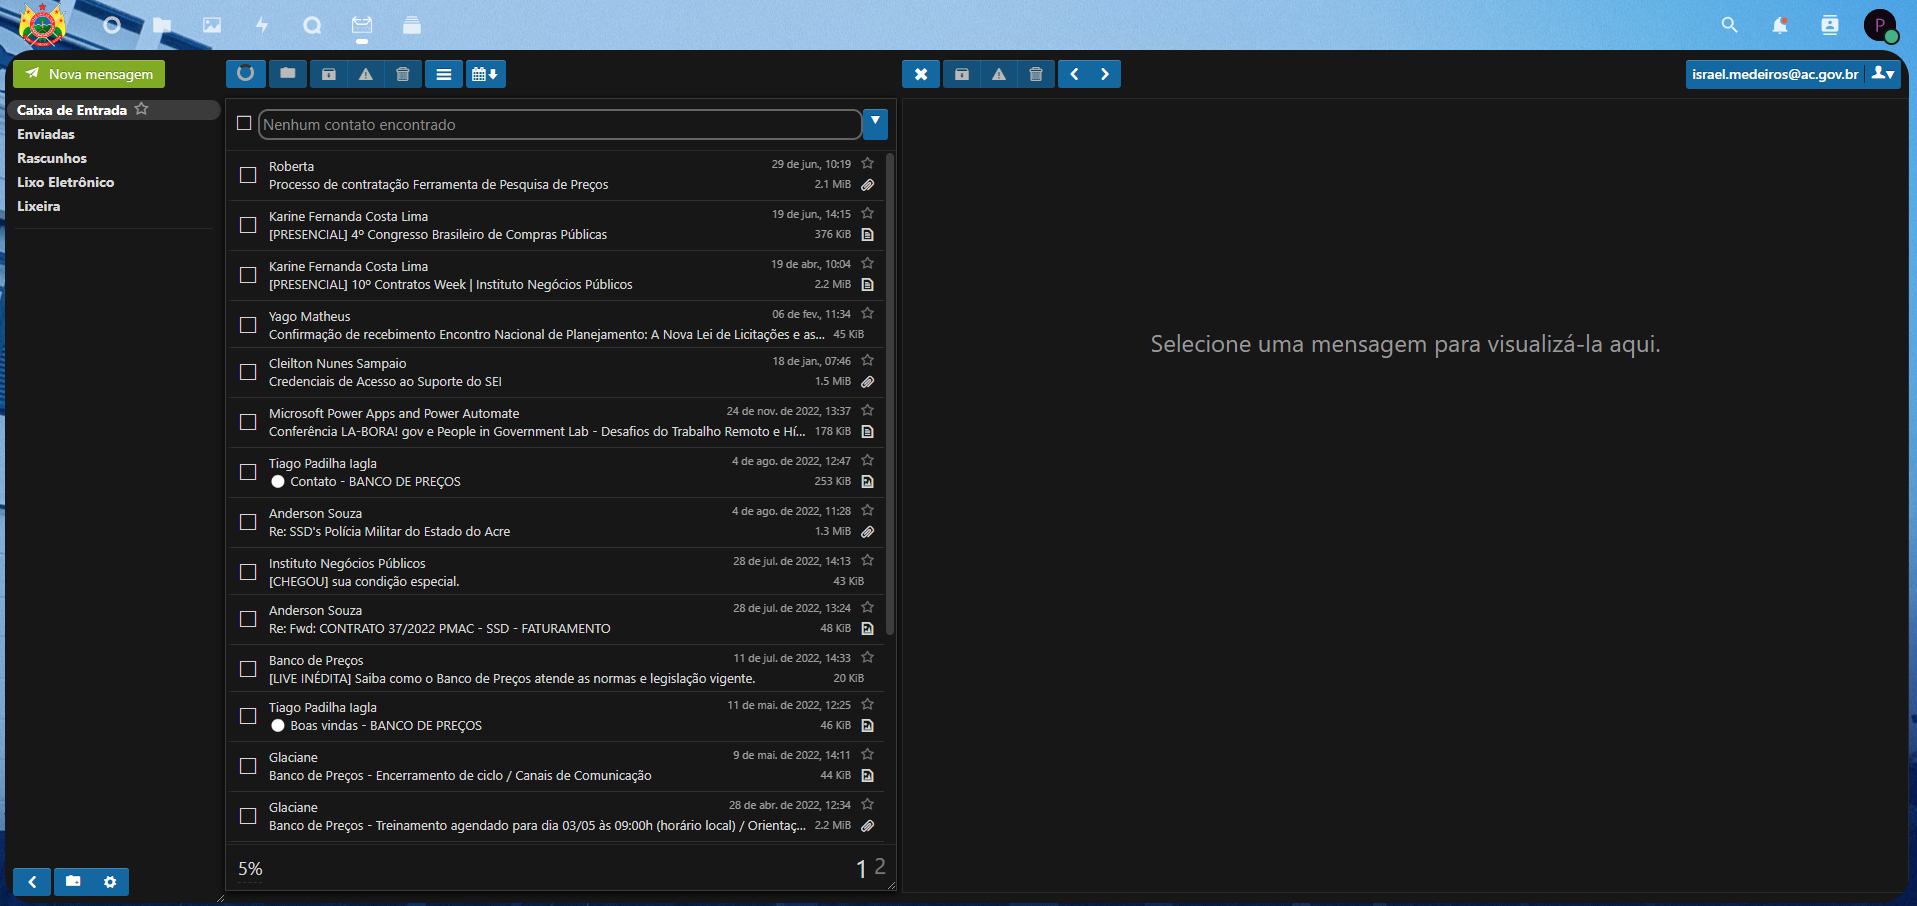 P
Nova mensagem
israel.medeiros@ac.gov.br
Caixa de Entrada
Enviadas
Rascunhos
Lixo Eletrônico
Lixeira
Nenhum contato encontrado
Roberta 29 de jun., 10:19
Processo de contratação Ferramenta de Pesquisa de Preços 2.1 MiB
Karine Fernanda Costa Lima 19 de jun., 14:15
[PRESENCIAL] 4º Congresso Brasileiro de Compras Públicas 376 KiB
Karine Fernanda Costa Lima 19 de abr., 10:04
[PRESENCIAL] 10º Contratos Week | Instituto Negócios Públicos 2.2 MiB
Yago Matheus 06 de fev., 11:34
Confirmação de recebimento Encontro Nacional de Planejamento: A Nova Lei de Licitações e as... 45 KiB
Cleilton Nunes Sampaio 18 de jan., 07:46
Credenciais de Acesso ao Suporte do SEI 1.5 MiB
Microsoft Power Apps and Power Automate 24 de nov. de 2022, 13:37
Conferência LA-BORA! gov e People in Government Lab - Desafios do Trabalho Remoto e Hí... 178 KiB
Tiago Padilha Iagla 4 de ago. de 2022, 12:47
Contato - BANCO DE PREÇOS 253 KiB
Anderson Souza 4 de ago. de 2022, 11:28
Re: SSD's Polícia Militar do Estado do Acre 1.3 MiB
Instituto Negócios Públicos 28 de jul. de 2022, 14:13
[CHEGOU] sua condição especial. 43 KiB
Anderson Souza 28 de jul. de 2022, 13:24
Re: Fwd: CONTRATO 37/2022 PMAC - SSD - FATURAMENTO 48 KiB
Banco de Preços 11 de jul. de 2022, 14:33
[LIVE INÉDITA] Saiba como o Banco de Preços atende as normas e legislação vigente. 20 KiB
Tiago Padilha Iagla 11 de mai. de 2022, 12:25
Boas vindas - BANCO DE PREÇOS 46 KiB
Glaciane 9 de mai. de 2022, 14:11
Banco de Preços - Encerramento de ciclo / Canais de Comunicação 44 KiB
Glaciane 28 de abr. de 2022, 12:34
Banco de Preços - Treinamento agendado para dia 03/05 às 09:00h (horário local) / Orientaç... 2.2 MiB
5% 1 2
Selecione uma mensagem para visualizá-la aqui.